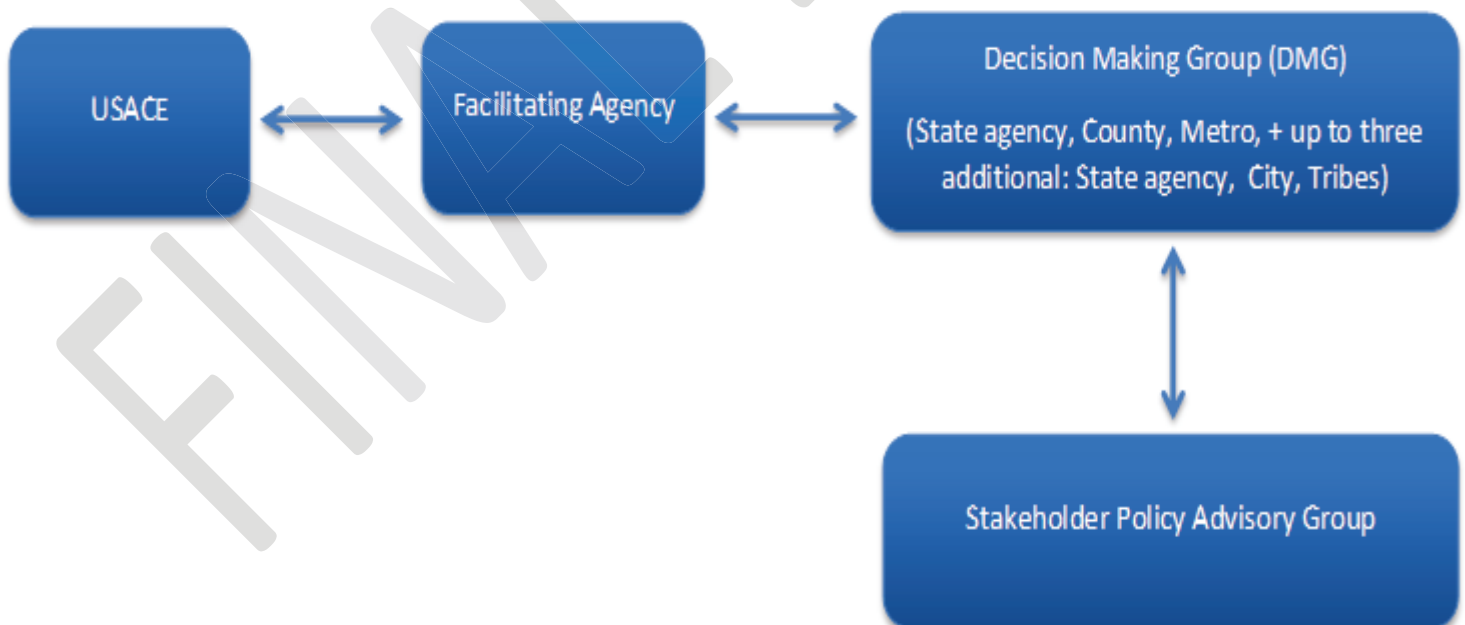 USACE
Facilitating Agency
Decision Making Group (DMG)
(State agency, County, Metro, + up to three
additional: State agency, City, Tribes)
Stakeholder Policy Advisory Group
FINAL